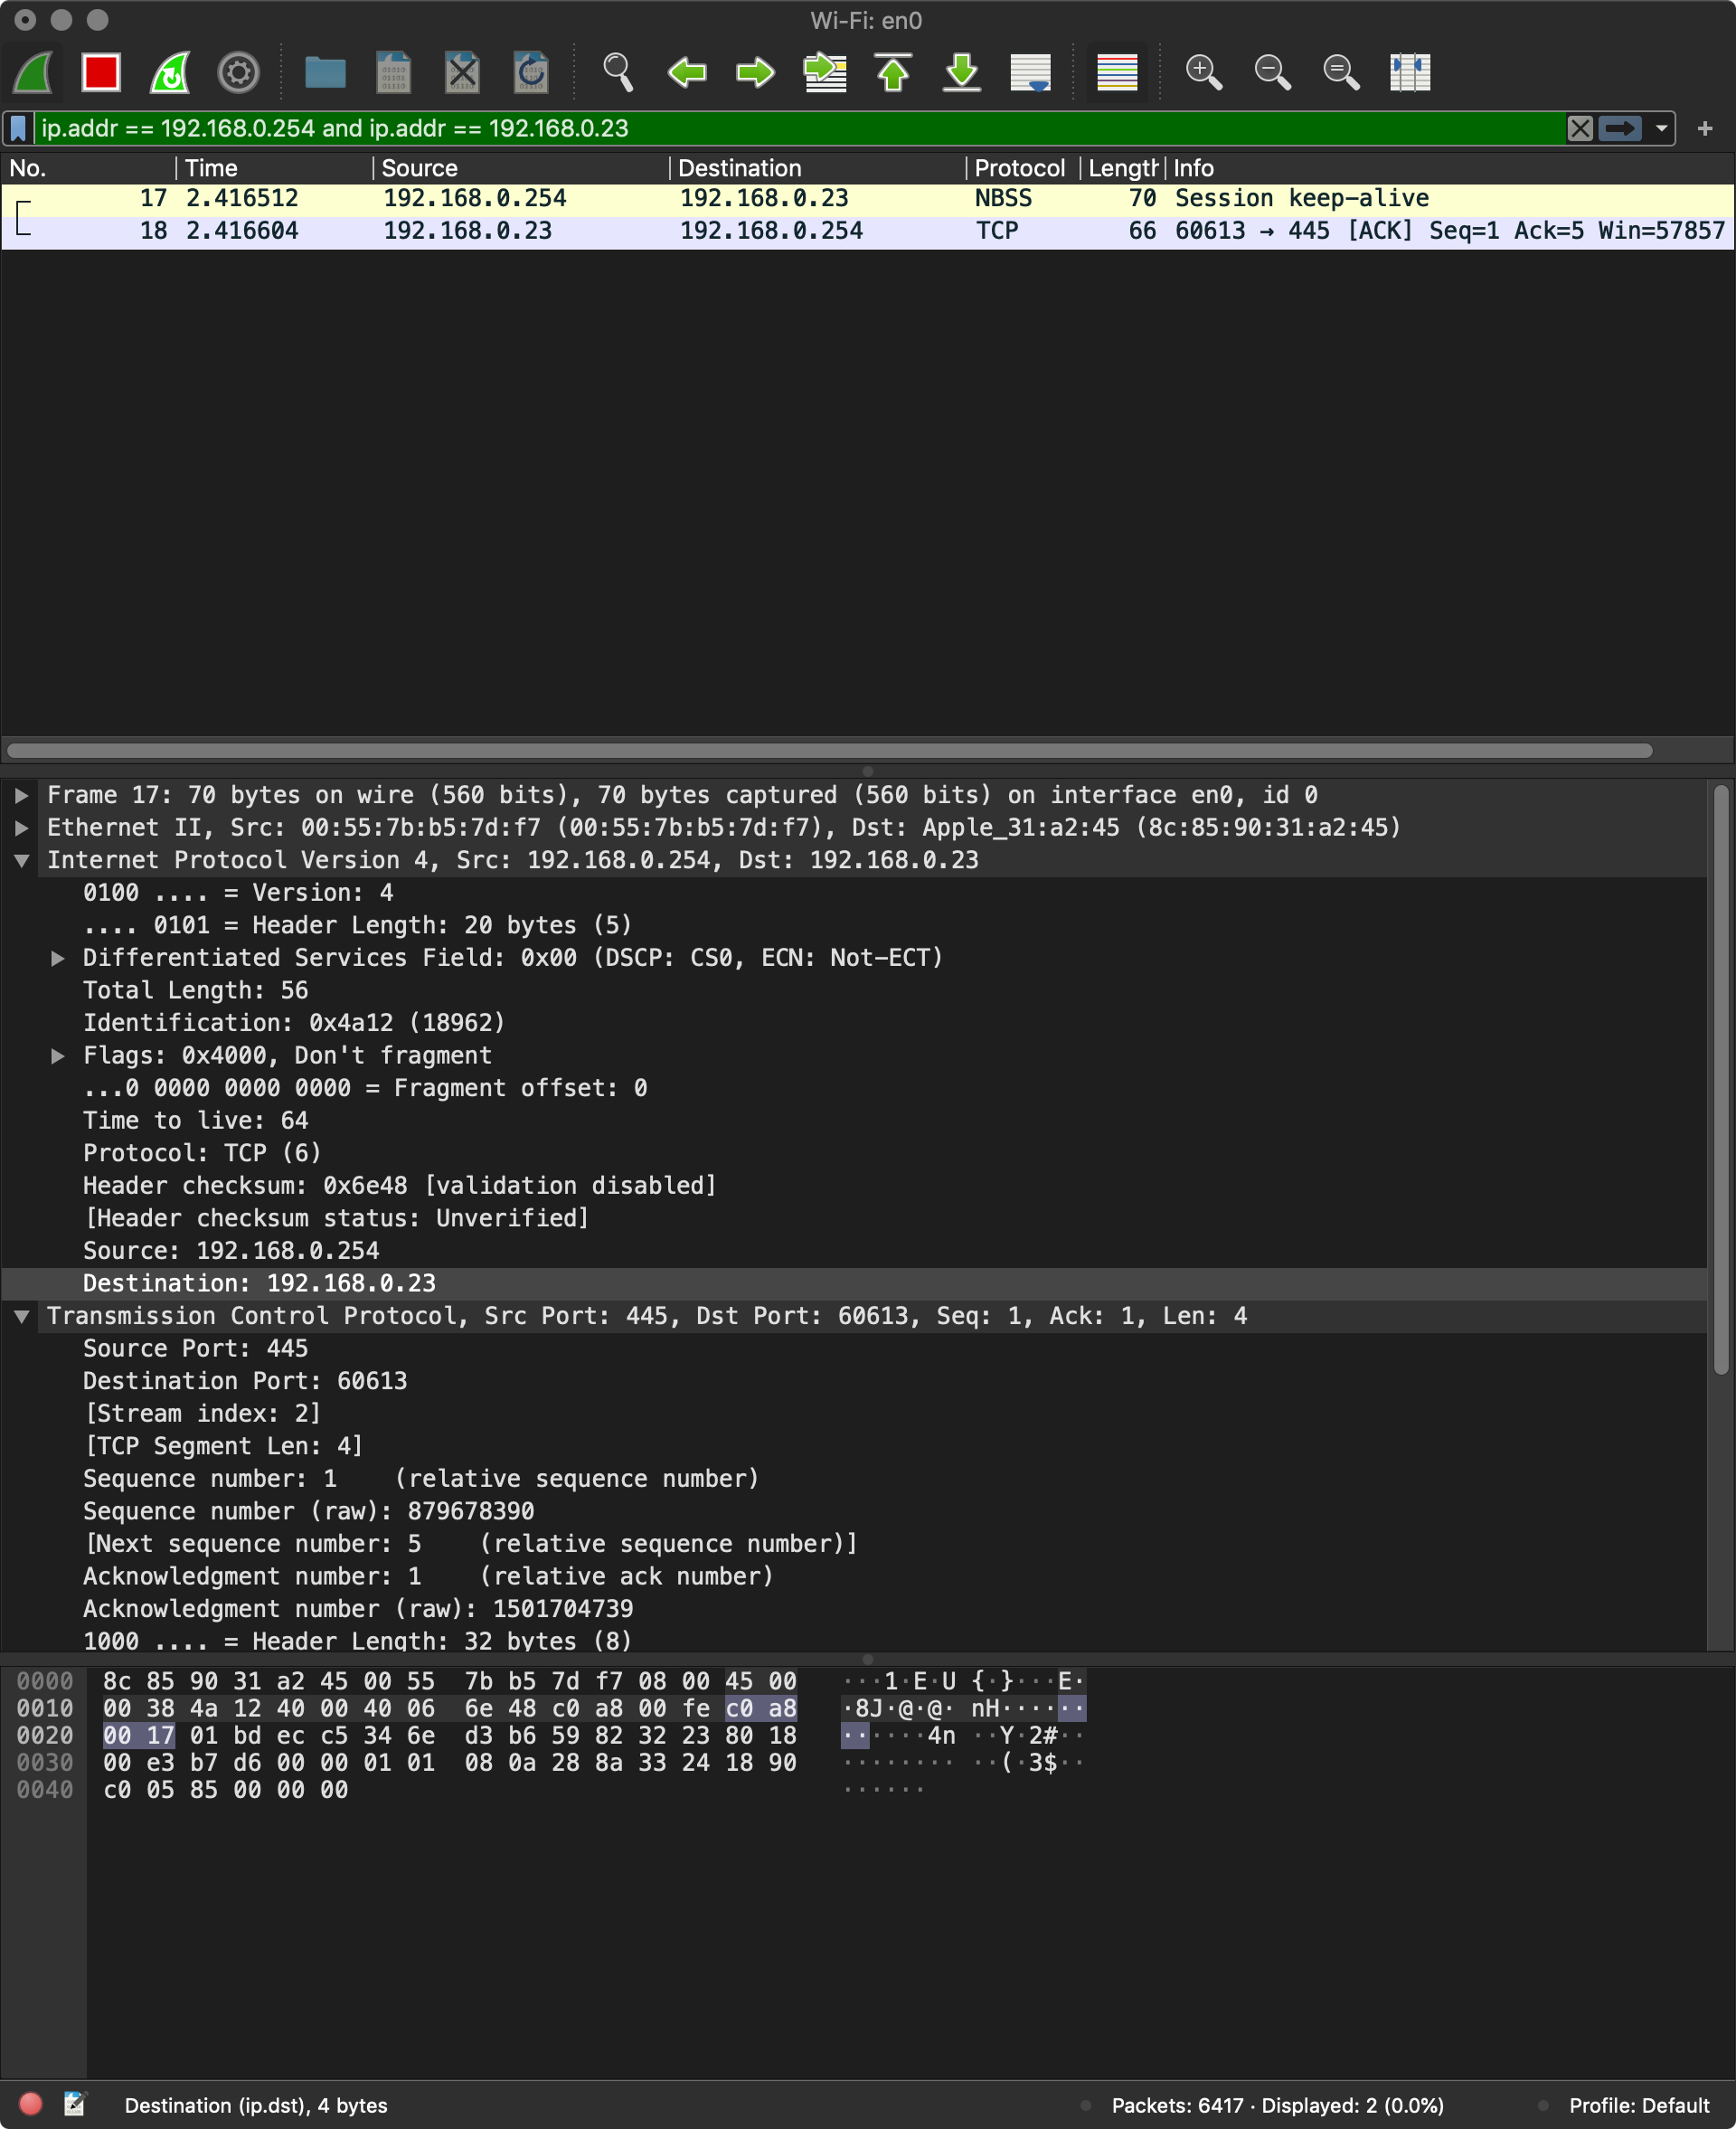 Wi-Fi: en0
ip.addr == 192.168.0.254 and ip.addr == 192.168.0.23
No. Time Source Destination Protocol Length Info
17 2.416512 192.168.0.254 192.168.0.23 NBSS 70 Session keep-alive
18 2.416604 192.168.0.23 192.168.0.254 TCP 66 60613 → 445 [ACK] Seq=1 Ack=5 Win=57857
Frame 17: 70 bytes on wire (560 bits), 70 bytes captured (560 bits) on interface en0, id 0
Ethernet II, Src: 00:55:7b:b5:7d:f7 (00:55:7b:b5:7d:f7), Dst: Apple_31:a2:45 (8c:85:90:31:a2:45)
Internet Protocol Version 4, Src: 192.168.0.254, Dst: 192.168.0.23
0100 .... = Version: 4
.... 0101 = Header Length: 20 bytes (5)
Differentiated Services Field: 0x00 (DSCP: CS0, ECN: Not-ECT)
Total Length: 56
Identification: 0x4a12 (18962)
Flags: 0x4000, Don't fragment
...0 0000 0000 0000 = Fragment offset: 0
Time to live: 64
Protocol: TCP (6)
Header checksum: 0x6e48 [validation disabled]
[Header checksum status: Unverified]
Source: 192.168.0.254
Destination: 192.168.0.23
Transmission Control Protocol, Src Port: 445, Dst Port: 60613, Seq: 1, Ack: 1, Len: 4
Source Port: 445
Destination Port: 60613
[Stream index: 2]
[TCP Segment Len: 4]
Sequence number: 1 (relative sequence number)
Sequence number (raw): 879678390
[Next sequence number: 5 (relative sequence number)]
Acknowledgment number: 1 (relative ack number)
Acknowledgment number (raw): 1501704739
1000 .... = Header Length: 32 bytes (8)
0000 8c 85 90 31 a2 45 00 55 7b b5 7d f7 08 00 45 00 ···1·E·U {·}···E·
0010 00 38 4a 12 40 00 40 06 6e 48 c0 a8 00 fe c0 a8 ·8J·@·@· nH······
0020 00 17 01 bd ec c5 34 6e d3 b6 59 82 32 23 80 18 ······4n ··Y·2#··
0030 00 e3 b7 d6 00 00 01 01 08 0a 28 8a 33 24 18 90 ········ ··(·3$··
0040 c0 05 85 00 00 00 ······
Destination (ip.dst), 4 bytes Packets: 6417 · Displayed: 2 (0.0%) Profile: Default